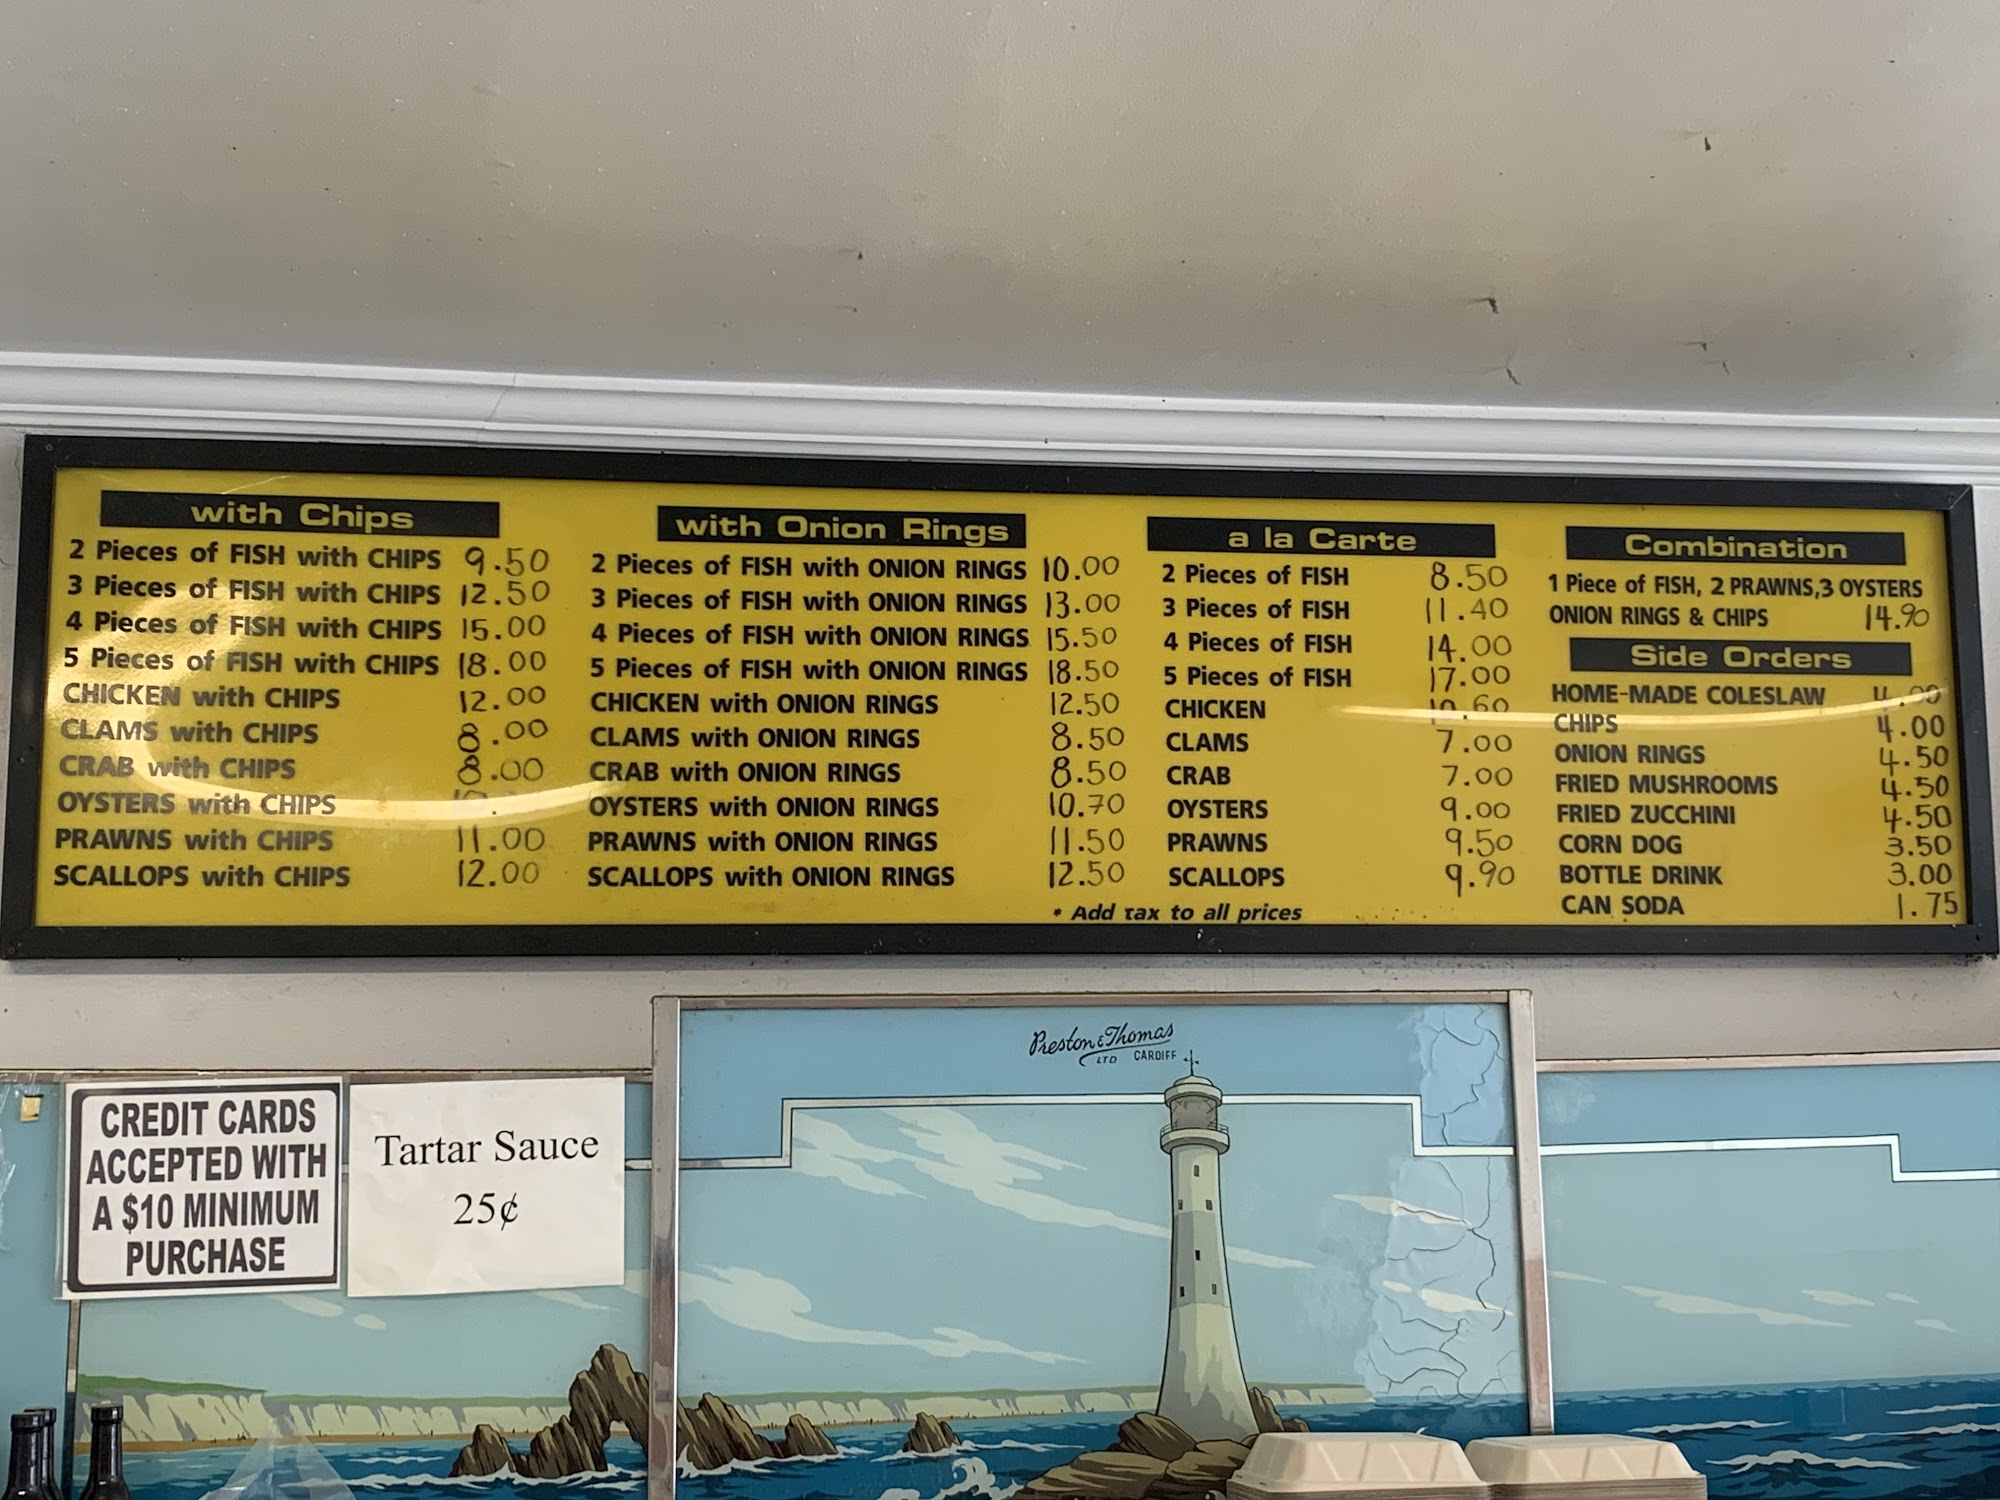 with Chips
2 Pieces of FISH with CHIPS 9.50
3 Pieces of FISH with CHIPS 12.50
4 Pieces of FISH with CHIPS 15.00
5 Pieces of FISH with CHIPS 18.00
CHICKEN with CHIPS 12.00
CLAMS with CHIPS 8.00
CRAB with CHIPS 8.00
OYSTERS with CHIPS
PRAWNS with CHIPS 11.00
SCALLOPS with CHIPS 12.00
with Onion Rings
2 Pieces of FISH with ONION RINGS 10.00
3 Pieces of FISH with ONION RINGS 13.00
4 Pieces of FISH with ONION RINGS 15.50
5 Pieces of FISH with ONION RINGS 18.50
CHICKEN with ONION RINGS 12.50
CLAMS with ONION RINGS 8.50
CRAB with ONION RINGS 8.50
OYSTERS with ONION RINGS 10.70
PRAWNS with ONION RINGS 11.50
SCALLOPS with ONION RINGS 12.50
a la Carte
2 Pieces of FISH 8.50
3 Pieces of FISH 11.40
4 Pieces of FISH 14.00
5 Pieces of FISH 17.00
CHICKEN 10.60
CLAMS 7.00
CRAB 7.00
OYSTERS 9.00
PRAWNS 9.50
SCALLOPS 9.90
* Add tax to all prices
Combination
1 Piece of FISH, 2 PRAWNS,3 OYSTERS
ONION RINGS & CHIPS 14.90
Side Orders
HOME-MADE COLESLAW 4.00
CHIPS 4.00
ONION RINGS 4.50
FRIED MUSHROOMS 4.50
FRIED ZUCCHINI 4.50
CORN DOG 3.50
BOTTLE DRINK 3.00
CAN SODA 1.75
CREDIT CARDS
ACCEPTED WITH
A $10 MINIMUM
PURCHASE
Tartar Sauce
25¢
Preston & Thomas
LTD CARDIFF